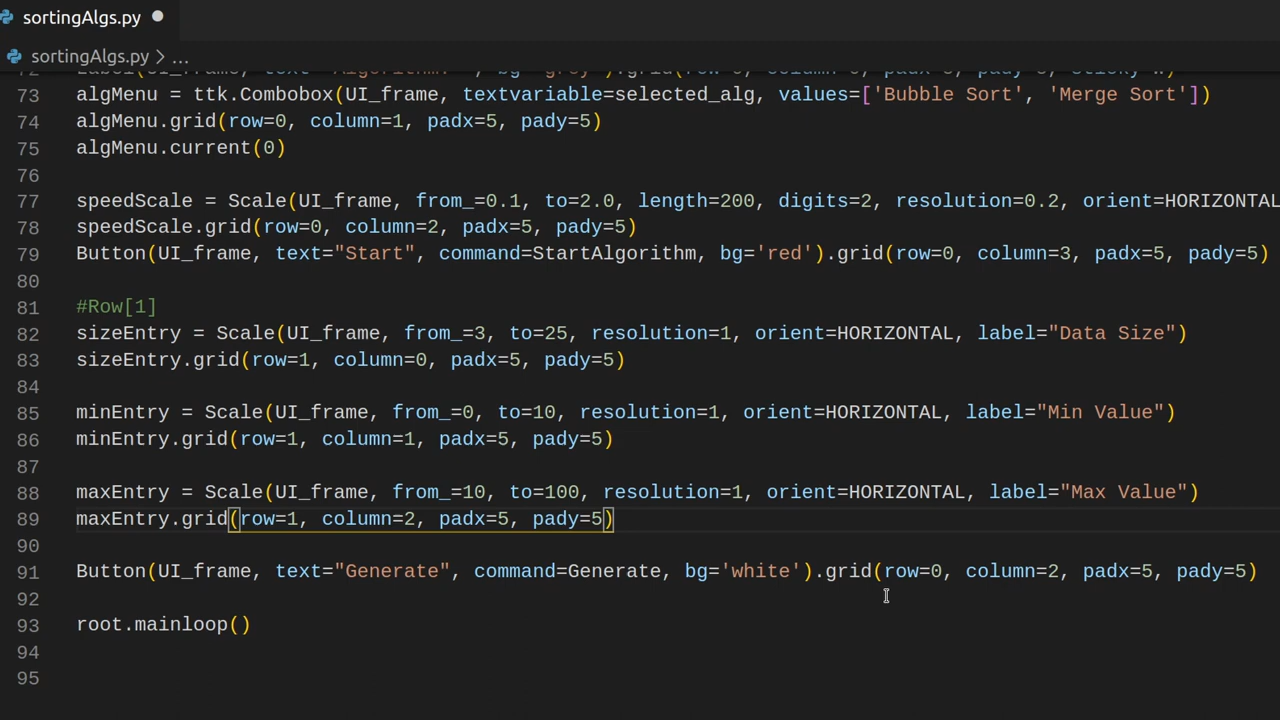 sortingAlgs.py
sortingAlgs.py > ...
73 algMenu = ttk.Combobox(UI_frame, textvariable=selected_alg, values=['Bubble Sort', 'Merge Sort'])
74 algMenu.grid(row=0, column=1, padx=5, pady=5)
75 algMenu.current(0)
76
77 speedScale = Scale(UI_frame, from_=0.1, to=2.0, length=200, digits=2, resolution=0.2, orient=HORIZONTAL
78 speedScale.grid(row=0, column=2, padx=5, pady=5)
79 Button(UI_frame, text="Start", command=StartAlgorithm, bg='red').grid(row=0, column=3, padx=5, pady=5)
80
81 #Row[1]
82 sizeEntry = Scale(UI_frame, from_=3, to=25, resolution=1, orient=HORIZONTAL, label="Data Size")
83 sizeEntry.grid(row=1, column=0, padx=5, pady=5)
84
85 minEntry = Scale(UI_frame, from_=0, to=10, resolution=1, orient=HORIZONTAL, label="Min Value")
86 minEntry.grid(row=1, column=1, padx=5, pady=5)
87
88 maxEntry = Scale(UI_frame, from_=10, to=100, resolution=1, orient=HORIZONTAL, label="Max Value")
89 maxEntry.grid(row=1, column=2, padx=5, pady=5)
90
91 Button(UI_frame, text="Generate", command=Generate, bg='white').grid(row=0, column=2, padx=5, pady=5)
92
93 root.mainloop()
94
95